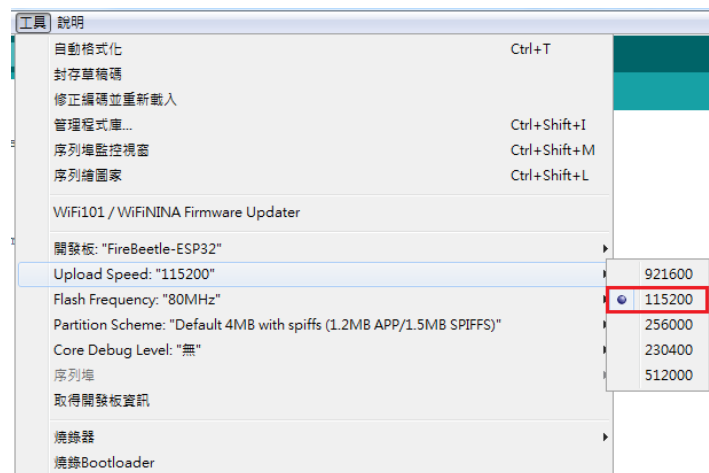 工具 說明
自動格式化 Ctrl+T
封存草稿碼
修正編碼並重新載入
管理程式庫... Ctrl+Shift+I
序列埠監控視窗 Ctrl+Shift+M
序列繪圖家 Ctrl+Shift+L
WiFi101 / WiFiNINA Firmware Updater
開發板: "FireBeetle-ESP32"
Upload Speed: "115200" 921600
Flash Frequency: "80MHz" 115200
Partition Scheme: "Default 4MB with spiffs (1.2MB APP/1.5MB SPIFFS)" 256000
Core Debug Level: "無" 230400
序列埠 512000
取得開發板資訊
燒錄器
燒錄Bootloader